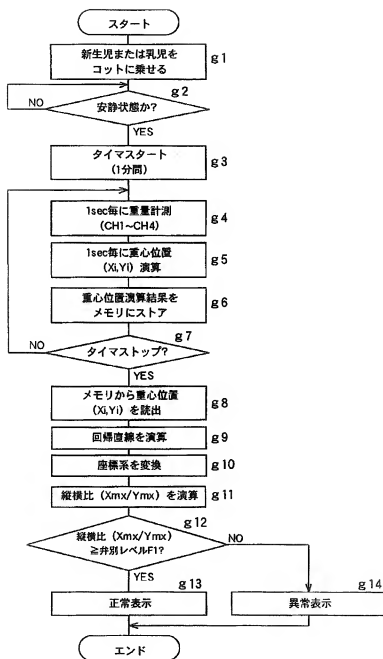 スタート
新生児または乳児を
コットに乗せる
g1
g2
安静状態か?
NO
YES
タイマスタート
(1分間)
g3
1sec毎に重量計測
(CH1~CH4)
g4
1sec毎に重心位置
(Xi,Yi) 演算
g5
重心位置演算結果を
メモリにストア
g6
g7
タイマストップ?
NO
YES
メモリから重心位置
(Xi,Yi) を読出
g8
回帰直線を演算
g9
座標系を変換
g10
縦横比 (Xmx/Ymx) を演算
g11
g12
縦横比 (Xmx/Ymx)
≧弁別レベルF1?
NO
YES
g13
正常表示
g14
異常表示
エンド